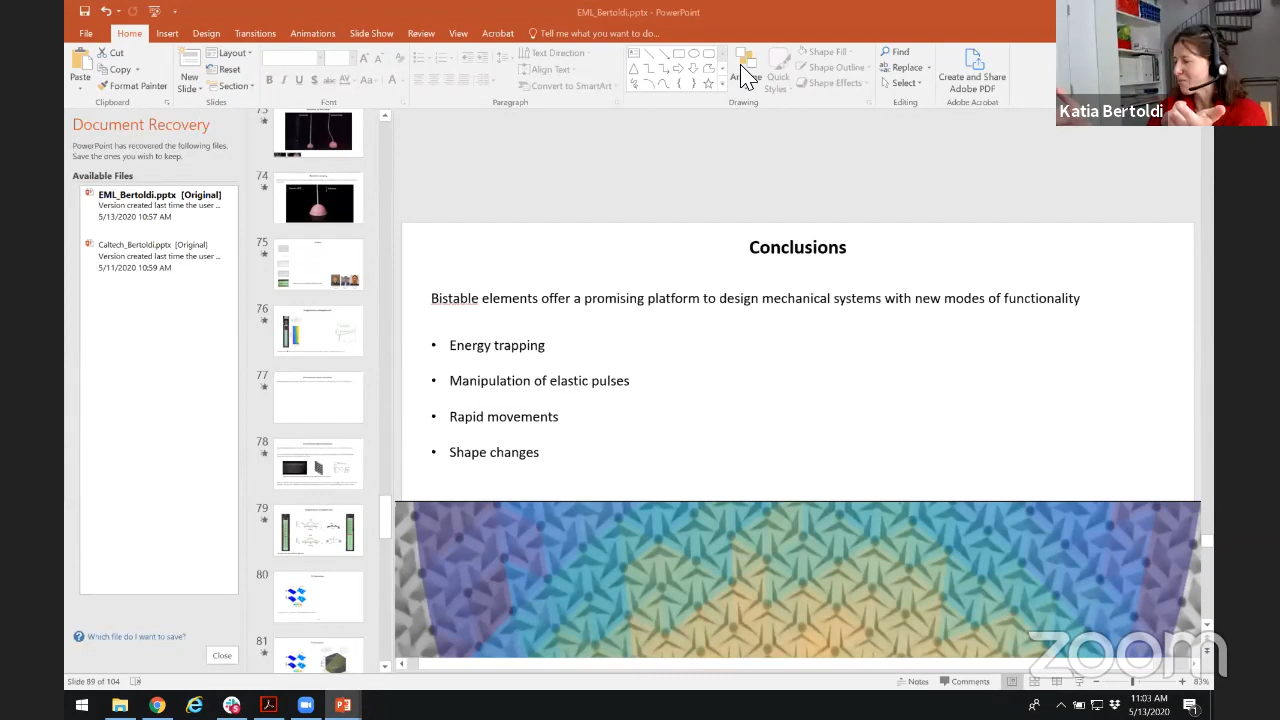 EML_Bertoldi.pptx - PowerPoint
File Home Insert Design Transitions Animations Slide Show Review View Acrobat Tell me what you want to do...
Paste
Cut
Copy
Format Painter
Clipboard
New
Slide
Layout
Reset
Section
Slides
B I U S abc AV Aa A
Font
Text Direction
Align Text
Convert to SmartArt
Paragraph
Quick
Styles
Shape Fill
Shape Outline
Shape Effects
Drawing
Find
Replace
Select
Editing
Create and Share
Adobe PDF
Adobe Acrobat
Katia Bertoldi
Document Recovery
PowerPoint has recovered the following files.
Save the ones you wish to keep.
Available Files
EML_Bertoldi.pptx [Original]
Version created last time the user ...
5/13/2020 10:57 AM
Caltech_Bertoldi.pptx [Original]
Version created last time the user ...
5/11/2020 10:59 AM
Which file do I want to save?
Close
74
75
76
77
78
79
80
81
Conclusions
Bistable elements offer a promising platform to design mechanical systems with new modes of functionality
• Energy trapping
• Manipulation of elastic pulses
• Rapid movements
• Shape changes
zoom
Slide 89 of 104
Notes
Comments
83%
11:03 AM
5/13/2020
1